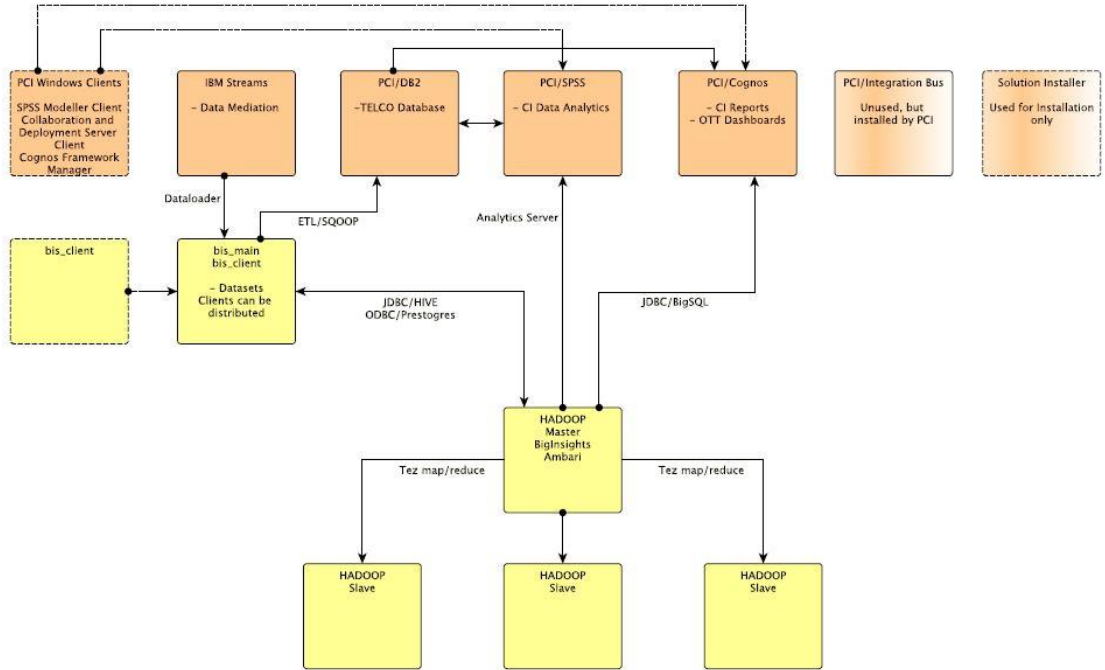 PCI Windows Clients
SPSS Modeller Client
Collaboration and
Deployment Server
Client
Cognos Framework
Manager
IBM Streams
- Data Mediation
PCI/DB2
-TELCO Database
PCI/SPSS
- CI Data Analytics
PCI/Cognos
- CI Reports
- OTT Dashboards
PCI/Integration Bus
Unused, but
installed by PCI
Solution Installer
Used for Installation
only
Dataloader
ETL/SQOOP
Analytics Server
bis_client
bis_main
bis_client
- Datasets
Clients can be
distributed
JDBC/HIVE
ODBC/Prestogres
JDBC/BigSQL
HADOOP
Master
BigInsights
Ambari
Tez map/reduce
Tez map/reduce
HADOOP
Slave
HADOOP
Slave
HADOOP
Slave